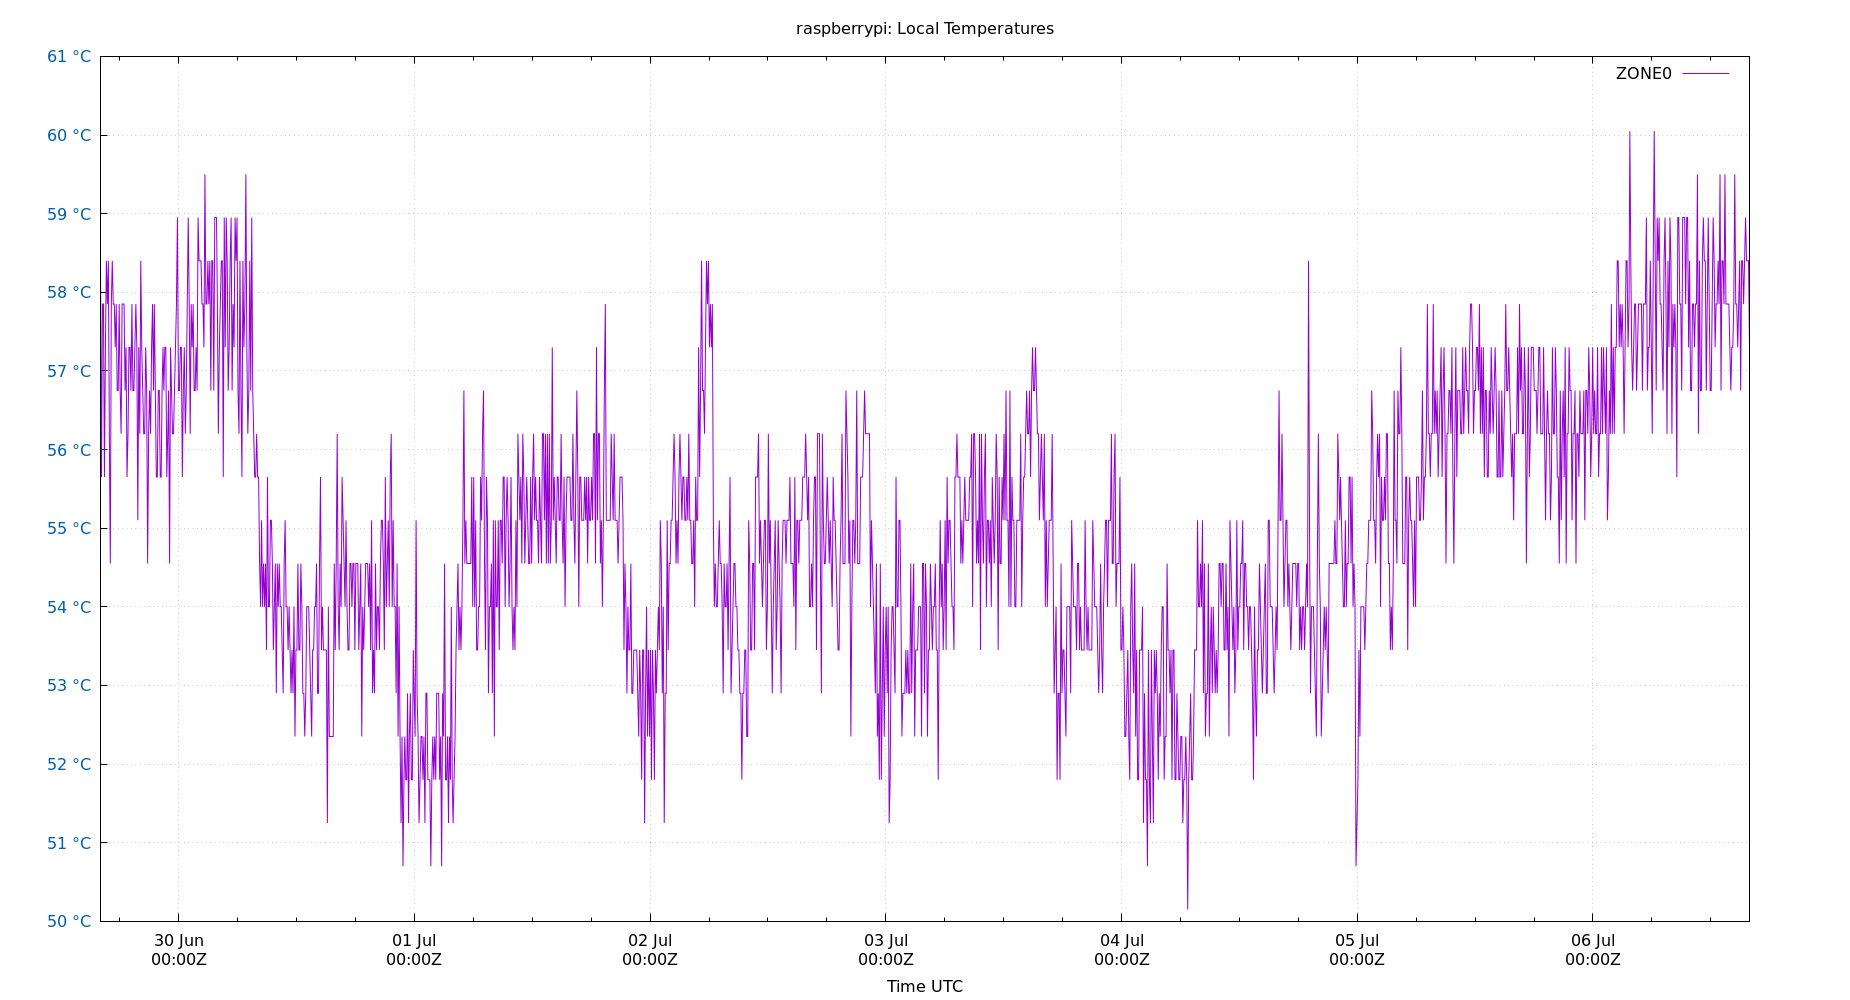 raspberrypi: Local Temperatures
61 °C
ZONE0
60 °C
59 °C
58 °C
57 °C
56 °C
55 °C
54 °C
53 °C
52 °C
51 °C
50 °C
30 Jun 01 Jul 02 Jul 03 Jul 04 Jul 05 Jul 06 Jul
00:00Z 00:00Z 00:00Z 00:00Z 00:00Z 00:00Z 00:00Z
Time UTC